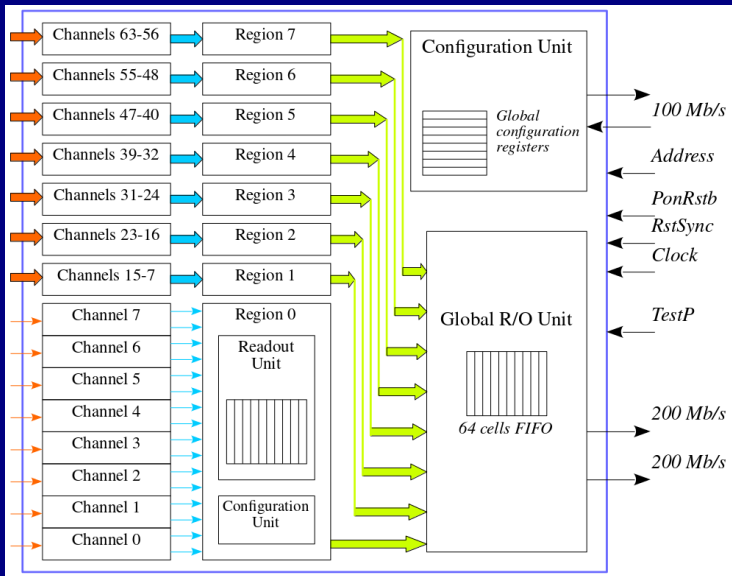 Channels 63-56
Region 7
Channels 55-48
Region 6
Channels 47-40
Region 5
Channels 39-32
Region 4
Channels 31-24
Region 3
Channels 23-16
Region 2
Channels 15-7
Region 1
Channel 7
Channel 6
Channel 5
Channel 4
Channel 3
Channel 2
Channel 1
Channel 0
Region 0
Readout
Unit
Configuration
Unit
Configuration Unit
Global
configuration
registers
Global R/O Unit
64 cells FIFO
100 Mb/s
Address
PonRstb
RstSync
Clock
TestP
200 Mb/s
200 Mb/s